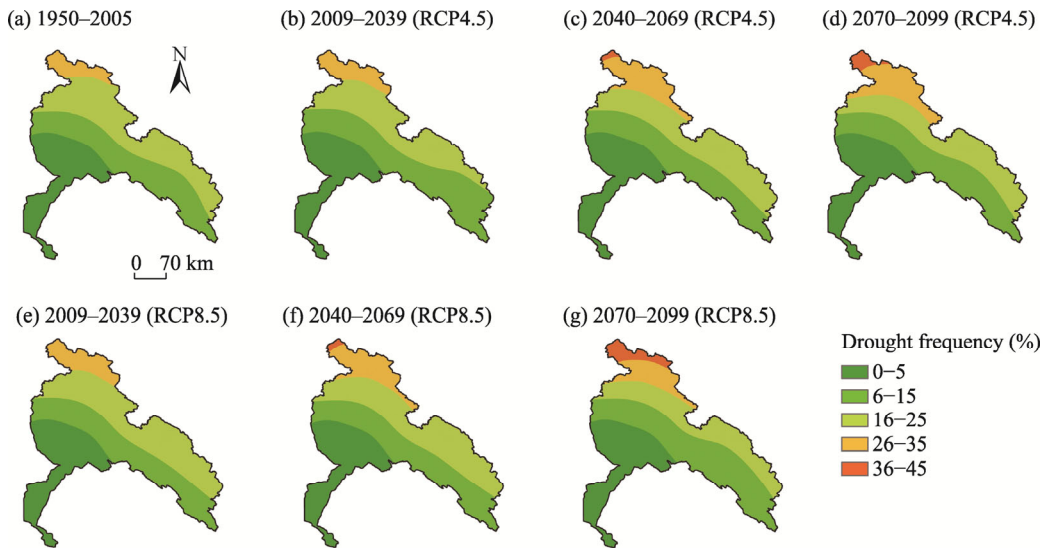 (a) 1950–2005
(b) 2009–2039 (RCP4.5)
(c) 2040–2069 (RCP4.5)
(d) 2070–2099 (RCP4.5)
N
0 70 km
(e) 2009–2039 (RCP8.5)
(f) 2040–2069 (RCP8.5)
(g) 2070–2099 (RCP8.5)
Drought frequency (%)
0–5
6–15
16–25
26–35
36–45